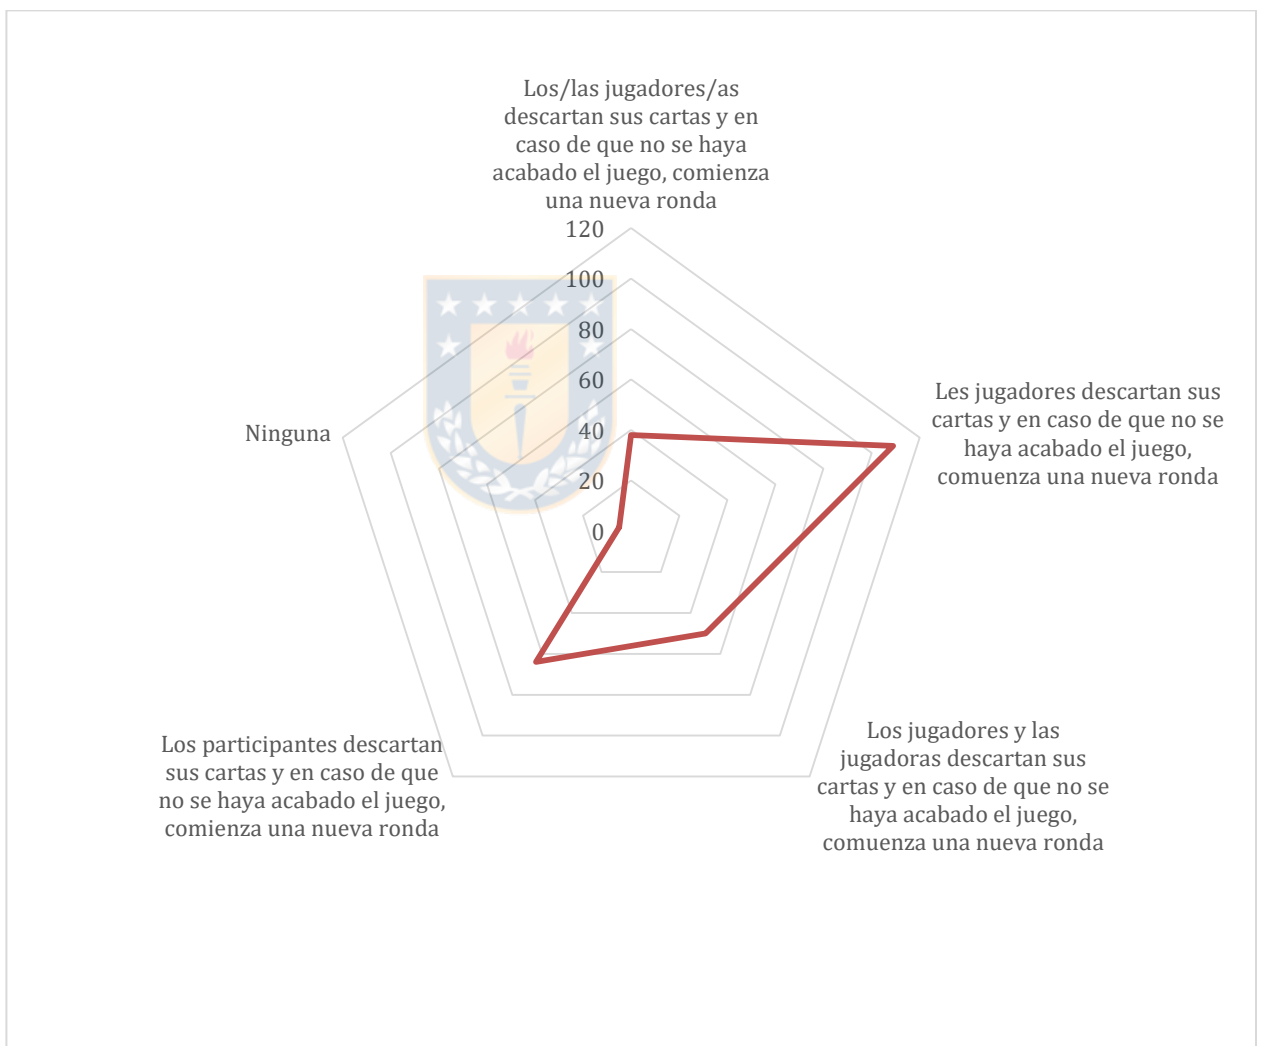 Los/las jugadores/as
descartan sus cartas y en
caso de que no se haya
acabado el juego, comienza
una nueva ronda
120
100
80
60
40
20
0
Les jugadores descartan sus
cartas y en caso de que no se
haya acabado el juego,
comuenza una nueva ronda
Los jugadores y las
jugadoras descartan sus
cartas y en caso de que no se
haya acabado el juego,
comuenza una nueva ronda
Los participantes descartan
sus cartas y en caso de que
no se haya acabado el juego,
comienza una nueva ronda
Ninguna